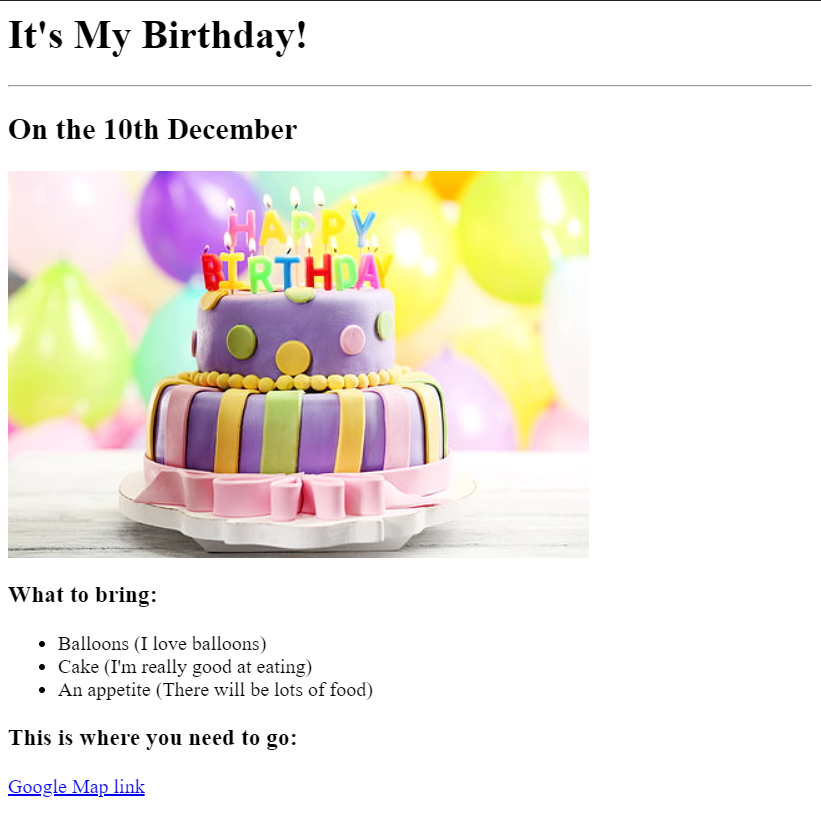 It's My Birthday!
On the 10th December
HAPPY
BIRTHDAY
What to bring:
Balloons (I love balloons)
Cake (I'm really good at eating)
An appetite (There will be lots of food)
This is where you need to go:
Google Map link